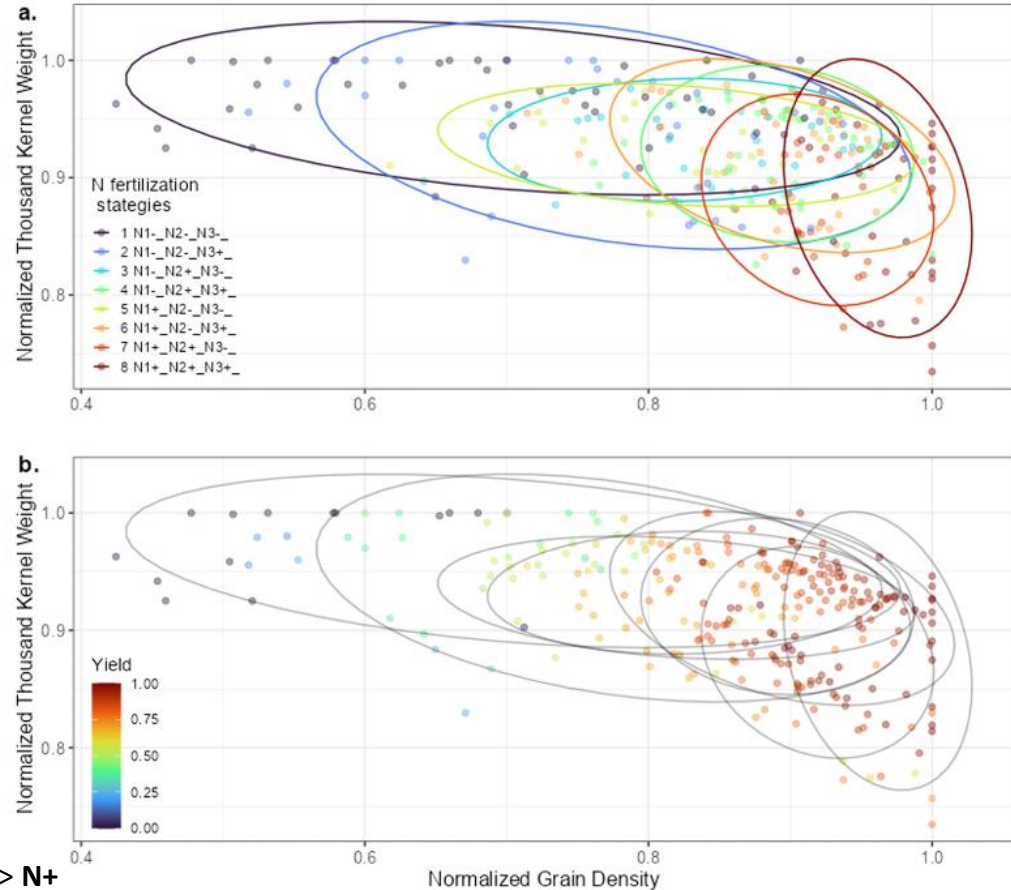 a.
Normalized Thousand Kernel Weight
1.0
0.9
0.8
N fertilization
stategies
1 N1-_N2-_N3-_
2 N1-_N2-_N3+_
3 N1-_N2+_N3-_
4 N1-_N2+_N3+_
5 N1+_N2-_N3-_
6 N1+_N2-_N3+_
7 N1+_N2+_N3-_
8 N1+_N2+_N3+_
0.4 0.6 0.8 1.0
b.
Normalized Thousand Kernel Weight
1.0
0.9
0.8
Yield
1.00
0.75
0.50
0.25
0.00
0.4 0.6 0.8 1.0
> N+
Normalized Grain Density